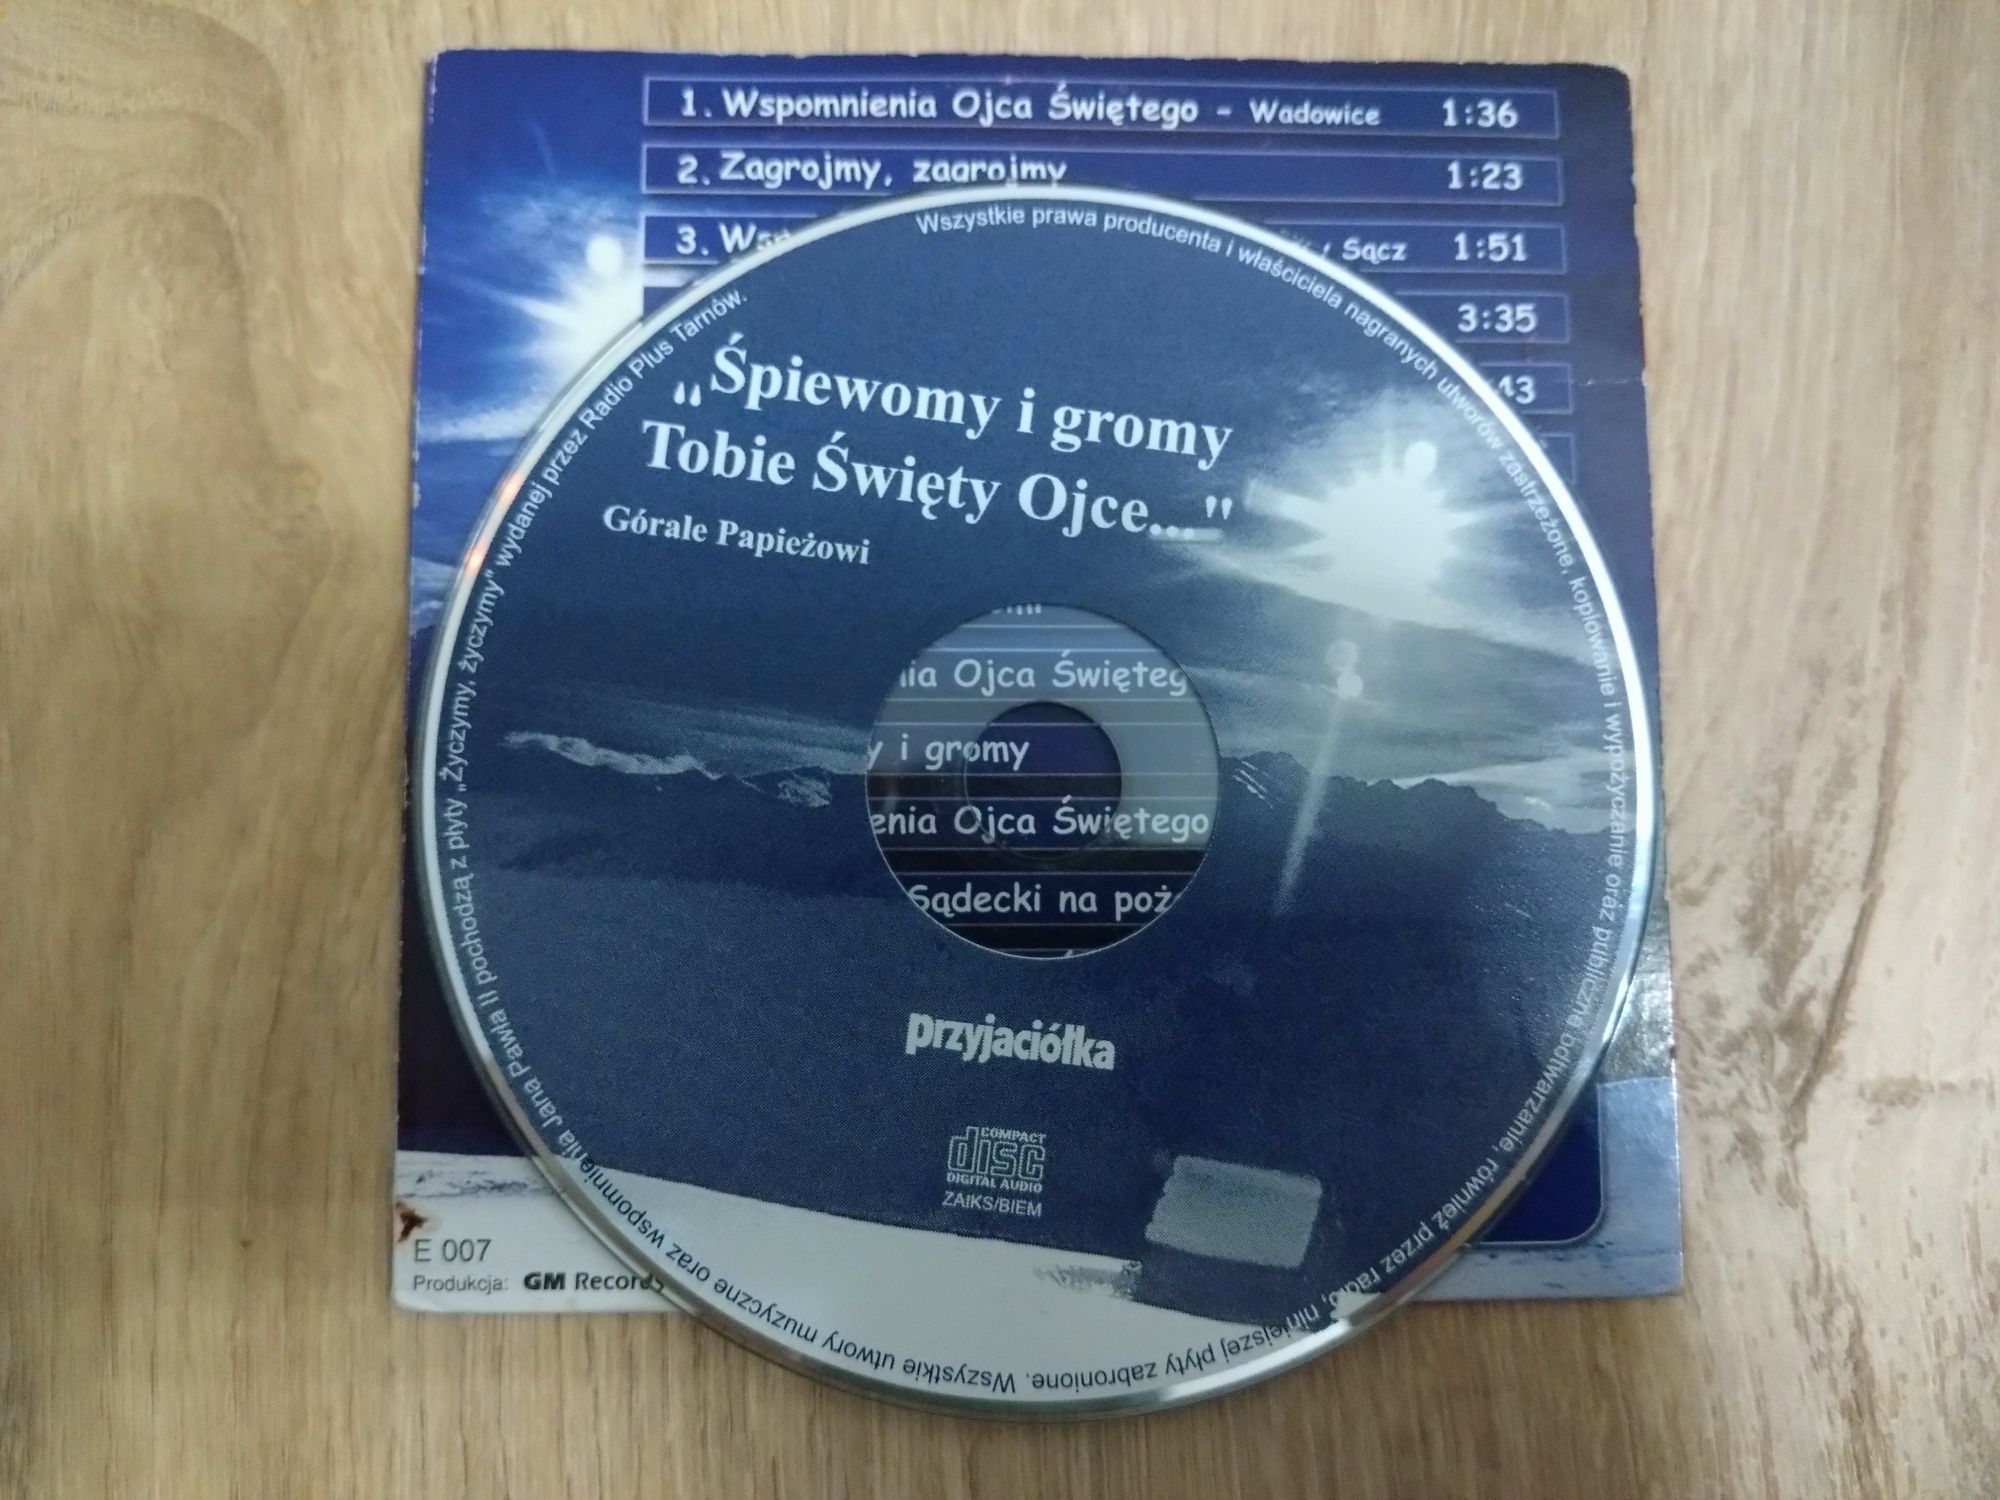 1. Wspomnienia Ojca Świętego - Wadowice 1:36
2. Zagrojmy, zagrojmy 1:23
3. Sącz 1:51
3:35
„Śpiewomy i gromy
Tobie Święty Ojce..."
Górale Papieżowi
Ojca Święteg
y i gromy
enia Ojca Świętego
Sądecki na poż
przyjaciółka
COMPACT
disc
DIGITAL AUDIO
ZAiKS/BIEM
Wszystkie prawa producenta i właściciela nagranych utworów zastrzeżone, kopiowanie i wypożyczanie oraz publiczne odtwarzanie, również przez radio, niniejszej płyty zabronione. Wszystkie utwory muzyczne oraz wspomnienia Jana Pawła II pochodzą z płyty „Życzymy, życzymy" wydanej przez Radio Plus Tarnów.
E 007
Produkcja: GM Records